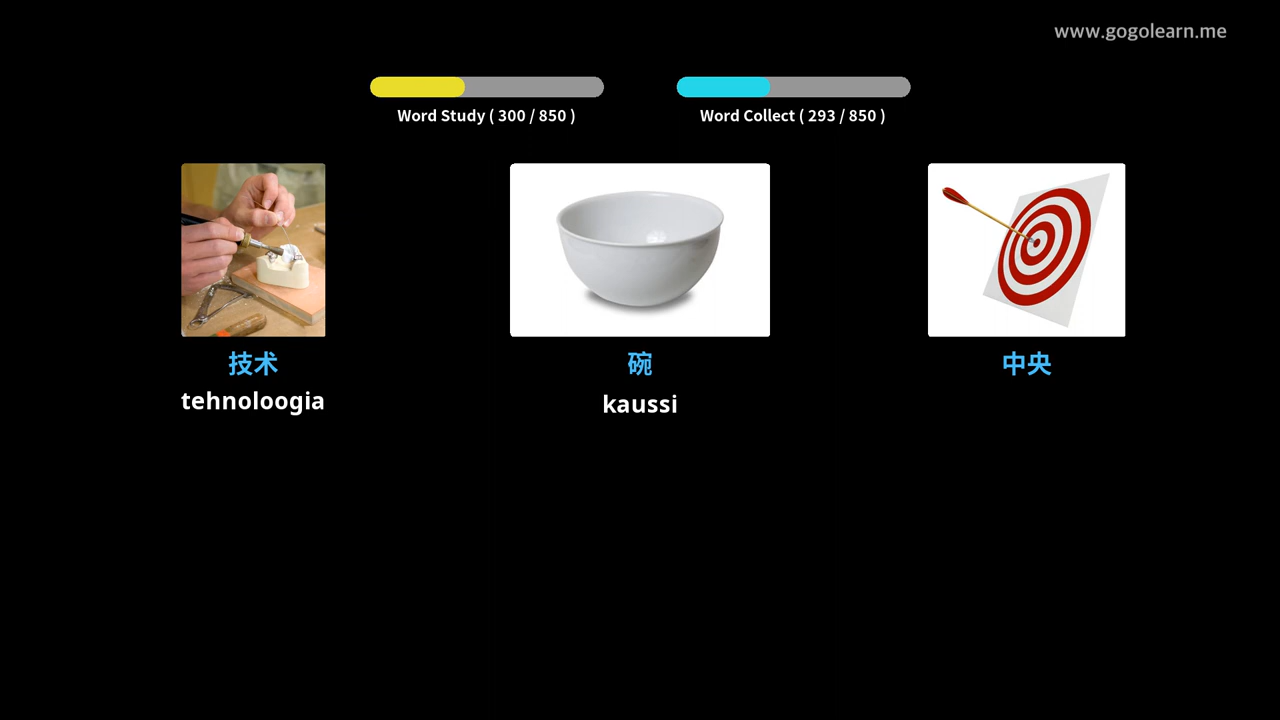 www.gogolearn.me
Word Study ( 300 / 850 )
Word Collect ( 293 / 850 )
技术
碗
中央
tehnoloogia
kaussi